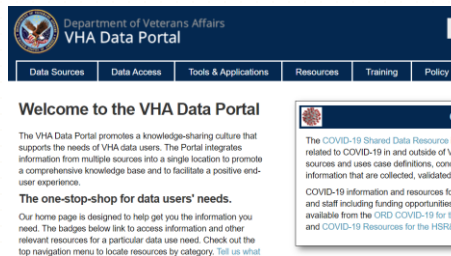 Department of Veterans Affairs
VHA Data Portal
Data Sources
Data Access
Tools & Applications
Resources
Training
Policy
Welcome to the VHA Data Portal
The VHA Data Portal promotes a knowledge-sharing culture that
supports the needs of VHA data users. The Portal integrates
information from multiple sources into a single location to promote
a comprehensive knowledge base and to facilitate a positive end-
user experience.
The one-stop-shop for data users' needs.
Our home page is designed to help get you the information you
need. The badges below link to access information and other
relevant resources for a particular data use need. Check out the
top navigation menu to locate resources by category. Tell us what
The COVID-19 Shared Data Resource
related to COVID-19 in and outside of
sources and uses case definitions,
information that are collected, validated
COVID-19 information and resources
and staff including funding opportunities
available from the ORD COVID-19 for
and COVID-19 Resources for the HSR